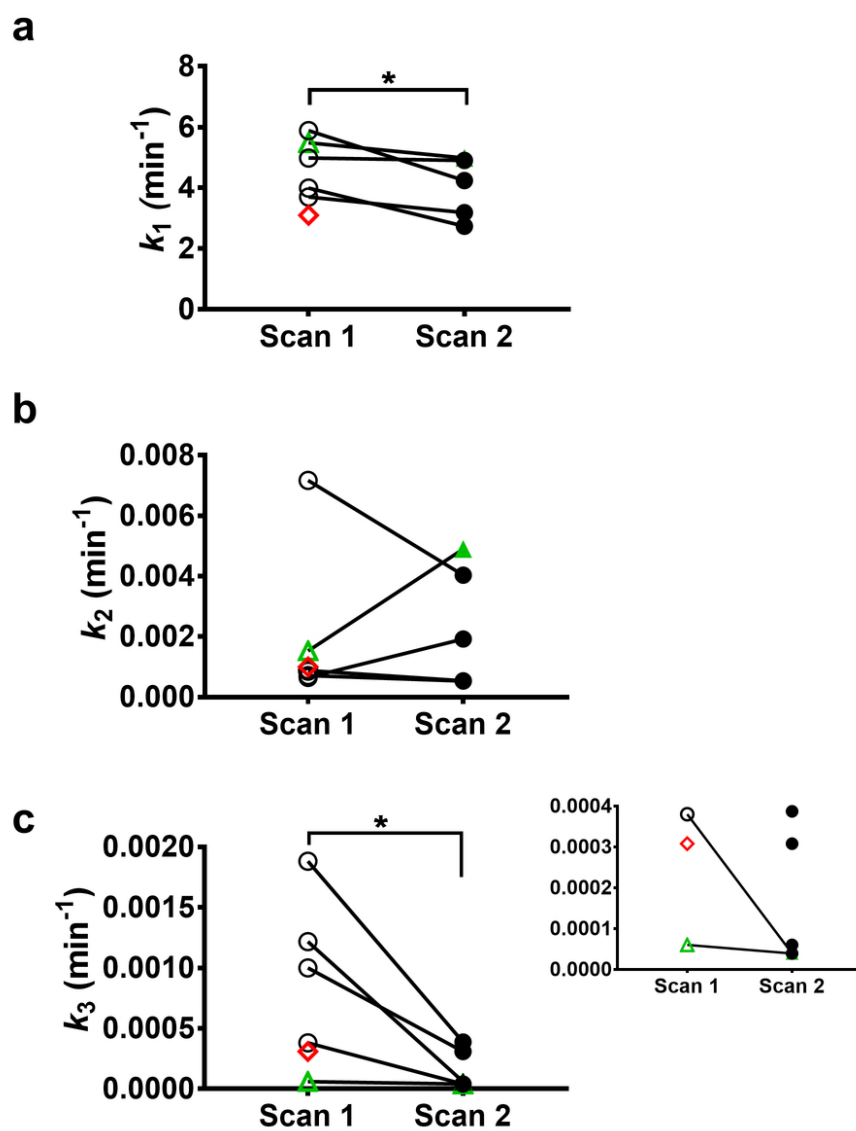 a
8
6
4
2
0
k1 (min-1)
*
Scan 1 Scan 2
b
0.008
0.006
0.004
0.002
0.000
k2 (min-1)
Scan 1 Scan 2
c
0.0020
0.0015
0.0010
0.0005
0.0000
k3 (min-1)
*
Scan 1 Scan 2
0.0004
0.0003
0.0002
0.0001
0.0000
Scan 1 Scan 2